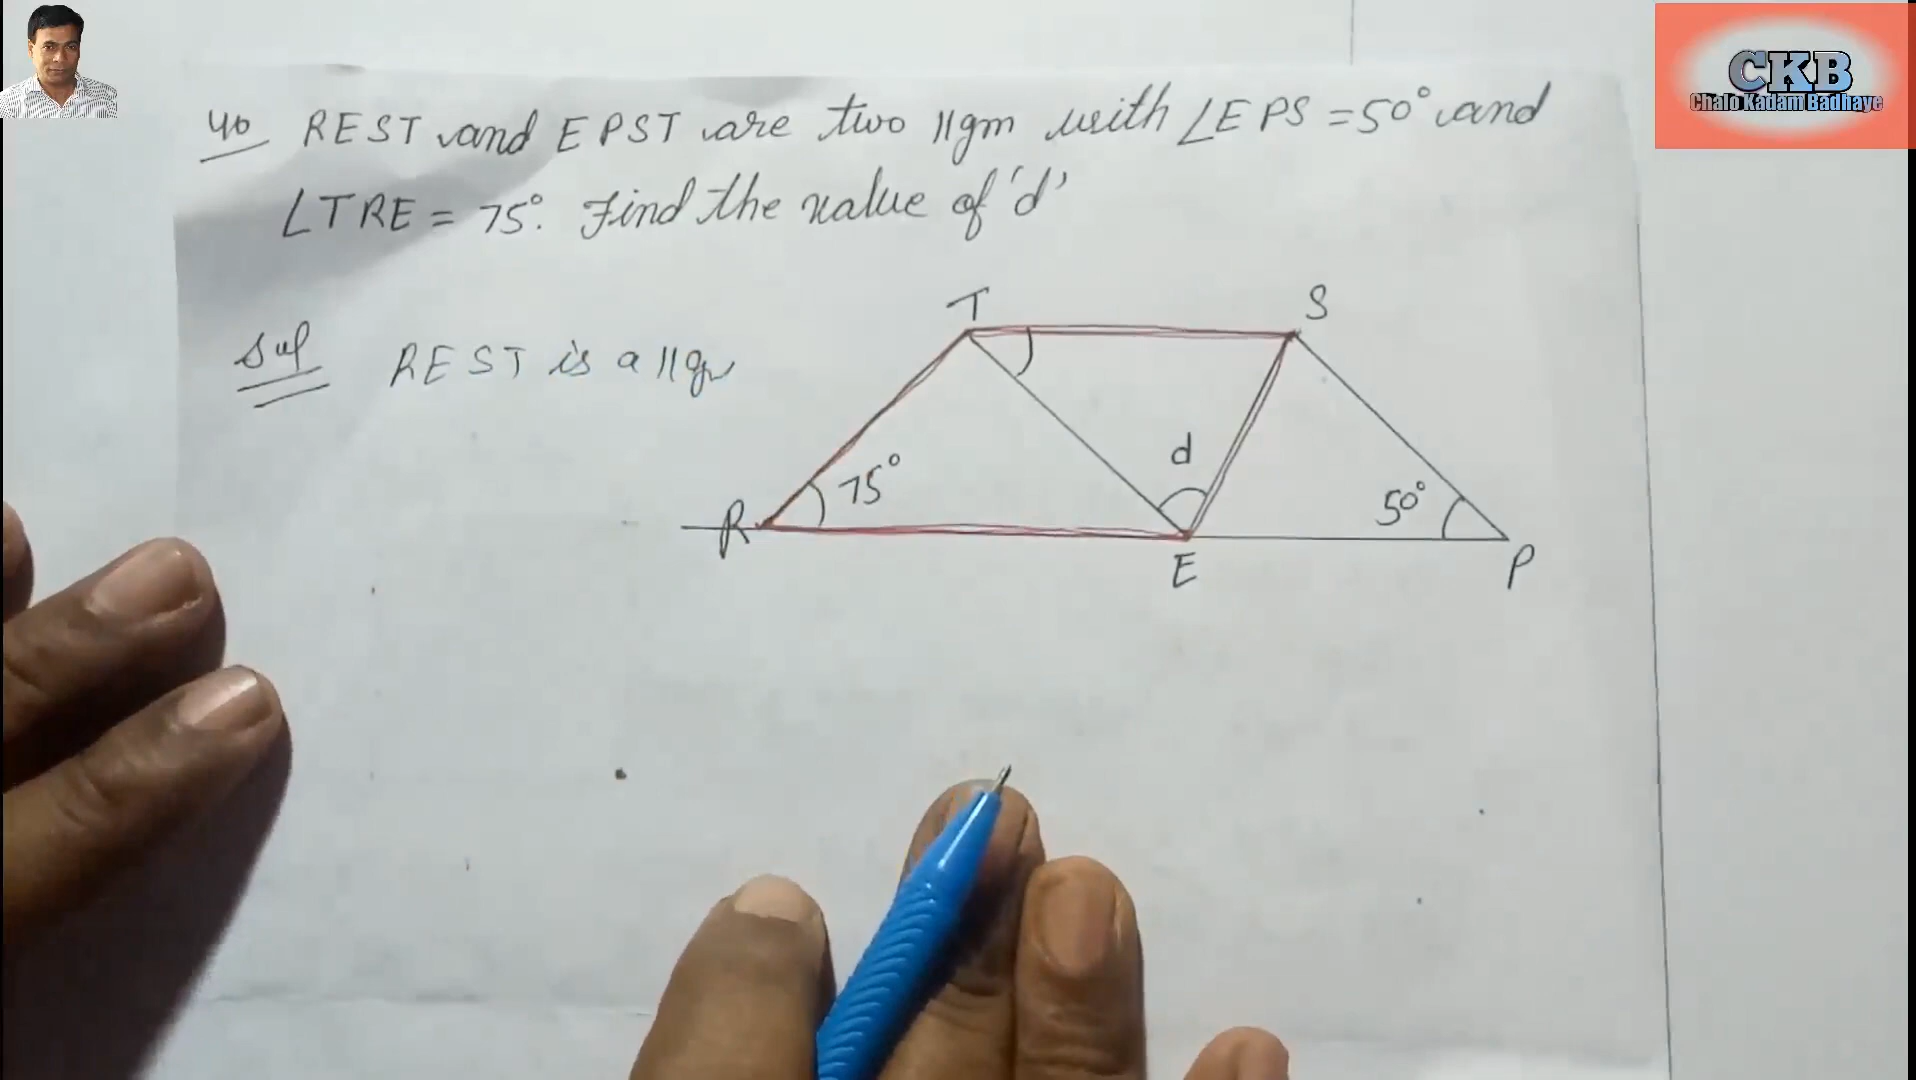 40 REST and EPST are two llgm with ∠EPS = 50° and
∠TRE = 75°. Find the value of 'd'
Sol REST is a llgm
T
S
d
75°
50°
R
E
P
CKB
Chalo Kadam Badhaye